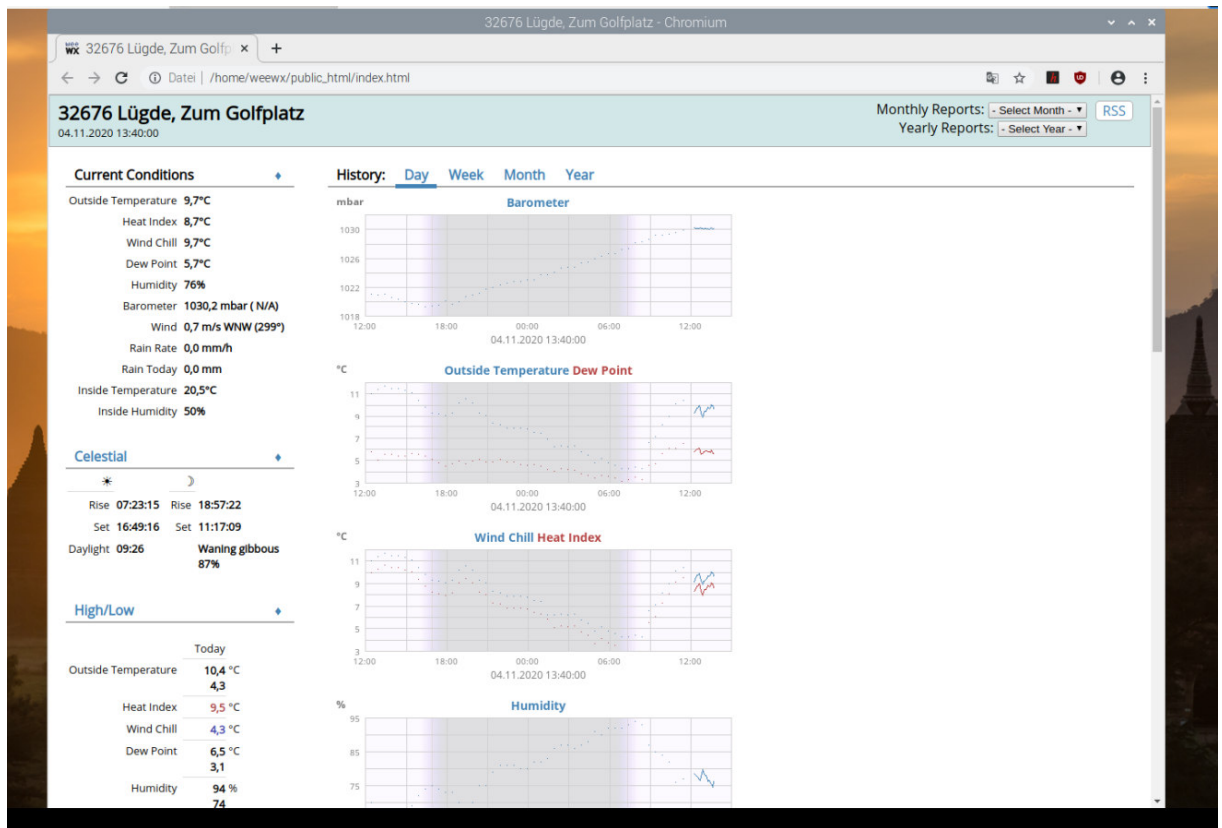 32676 Lügde, Zum Golfplatz - Chromium
32676 Lügde, Zum Golfp
Datei | /home/weewx/public_html/index.html
32676 Lügde, Zum Golfplatz
04.11.2020 13:40:00
Monthly Reports: - Select Month -
Yearly Reports: - Select Year -
RSS
Current Conditions
Outside Temperature 9,7°C
Heat Index 8,7°C
Wind Chill 9,7°C
Dew Point 5,7°C
Humidity 76%
Barometer 1030,2 mbar ( N/A)
Wind 0,7 m/s WNW (299°)
Rain Rate 0,0 mm/h
Rain Today 0,0 mm
Inside Temperature 20,5°C
Inside Humidity 50%
Celestial
Rise 07:23:15 Rise 18:57:22
Set 16:49:16 Set 11:17:09
Daylight 09:26 Waning gibbous
87%
High/Low
Today
Outside Temperature 10,4 °C
4,3
Heat Index 9,5 °C
Wind Chill 4,3 °C
Dew Point 6,5 °C
3,1
Humidity 94 %
74
History: Day Week Month Year
mbar Barometer
1030
1026
1022
1018
12:00 18:00 00:00 06:00 12:00
04.11.2020 13:40:00
°C Outside Temperature Dew Point
11
9
7
5
3
12:00 18:00 00:00 06:00 12:00
04.11.2020 13:40:00
°C Wind Chill Heat Index
11
9
7
5
3
12:00 18:00 00:00 06:00 12:00
04.11.2020 13:40:00
% Humidity
95
85
75